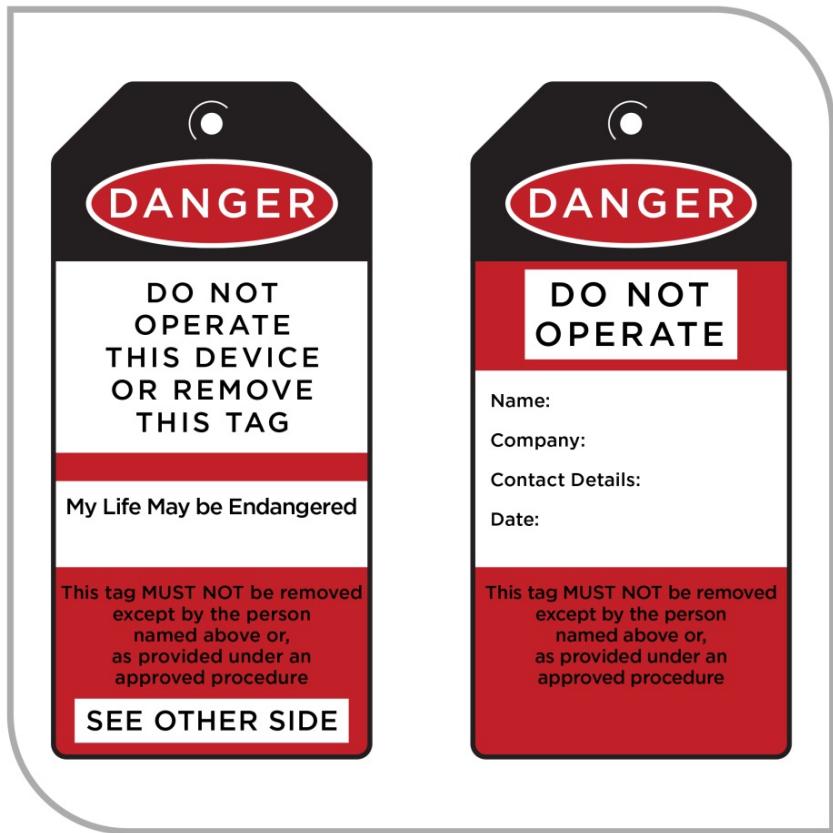 DANGER
DO NOT
OPERATE
THIS DEVICE
OR REMOVE
THIS TAG
My Life May be Endangered
This tag MUST NOT be removed
except by the person
named above or,
as provided under an
approved procedure
SEE OTHER SIDE
DANGER
DO NOT
OPERATE
Name:
Company:
Contact Details:
Date:
This tag MUST NOT be removed
except by the person
named above or,
as provided under an
approved procedure